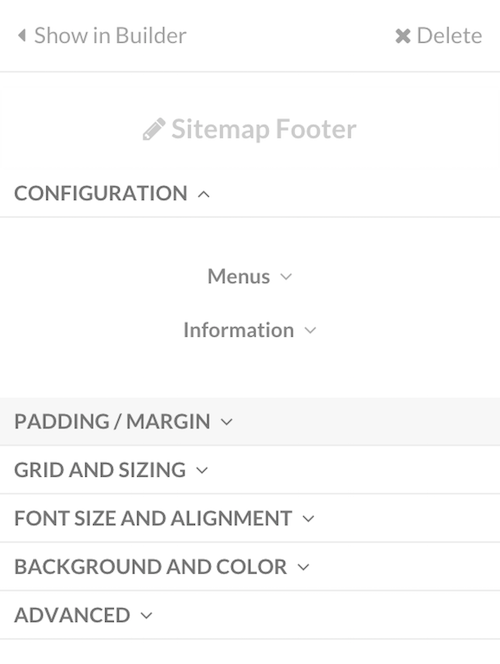 Show in Builder
Delete
Sitemap Footer
CONFIGURATION
Menus
Information
PADDING / MARGIN
GRID AND SIZING
FONT SIZE AND ALIGNMENT
BACKGROUND AND COLOR
ADVANCED